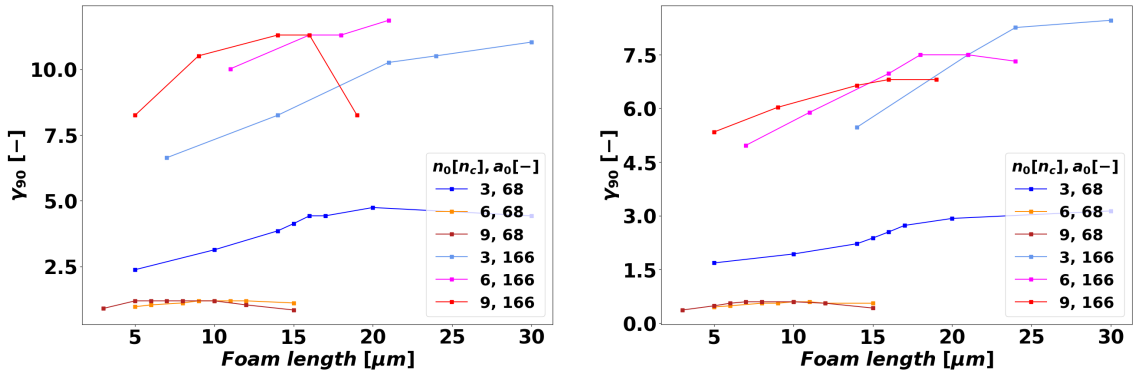 γ₉₀ [−]
10.0
7.5
5.0
2.5
5 10 15 20 25 30
Foam length [μm]
n₀[n_c], a₀[−]
3, 68
6, 68
9, 68
3, 166
6, 166
9, 166
γ₉₀ [−]
7.5
6.0
4.5
3.0
1.5
0.0
5 10 15 20 25 30
Foam length [μm]
n₀[n_c], a₀[−]
3, 68
6, 68
9, 68
3, 166
6, 166
9, 166